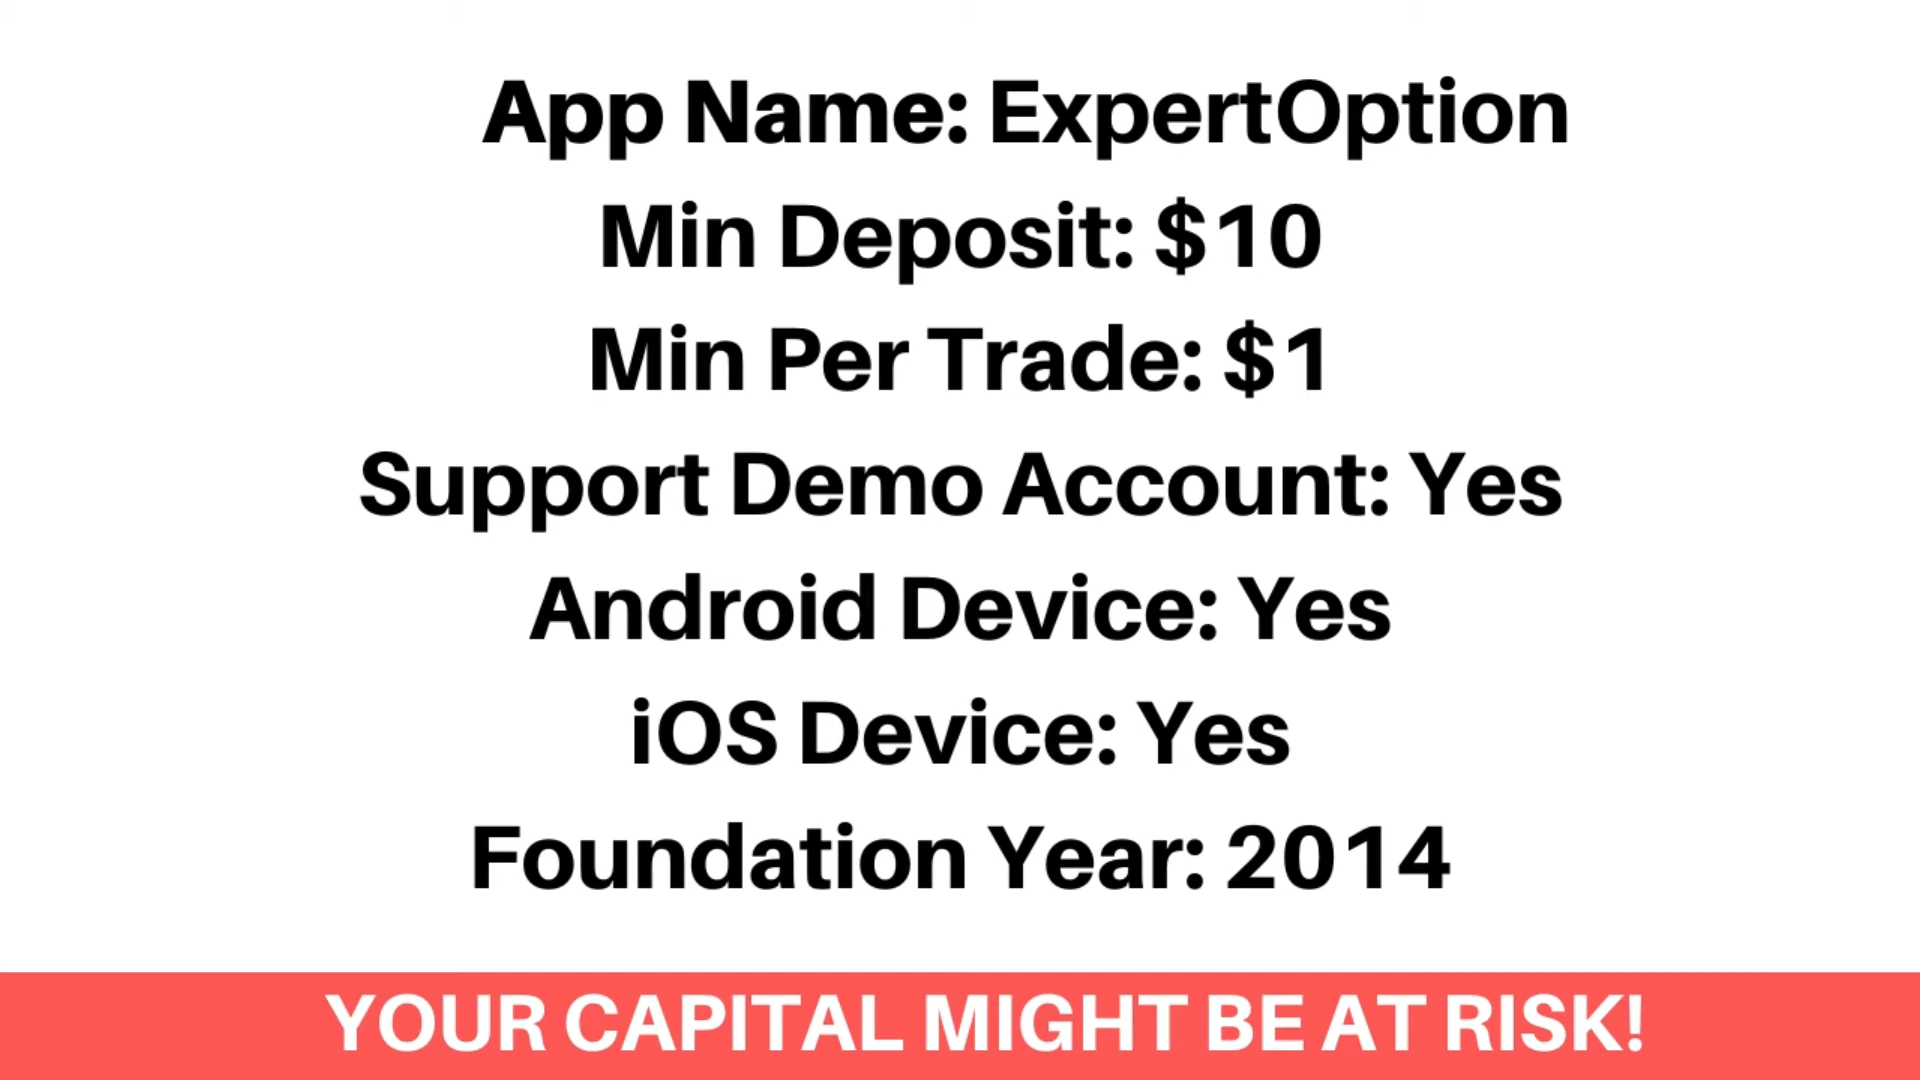 App Name: ExpertOption
Min Deposit: $10
Min Per Trade: $1
Support Demo Account: Yes
Android Device: Yes
iOS Device: Yes
Foundation Year: 2014
YOUR CAPITAL MIGHT BE AT RISK!